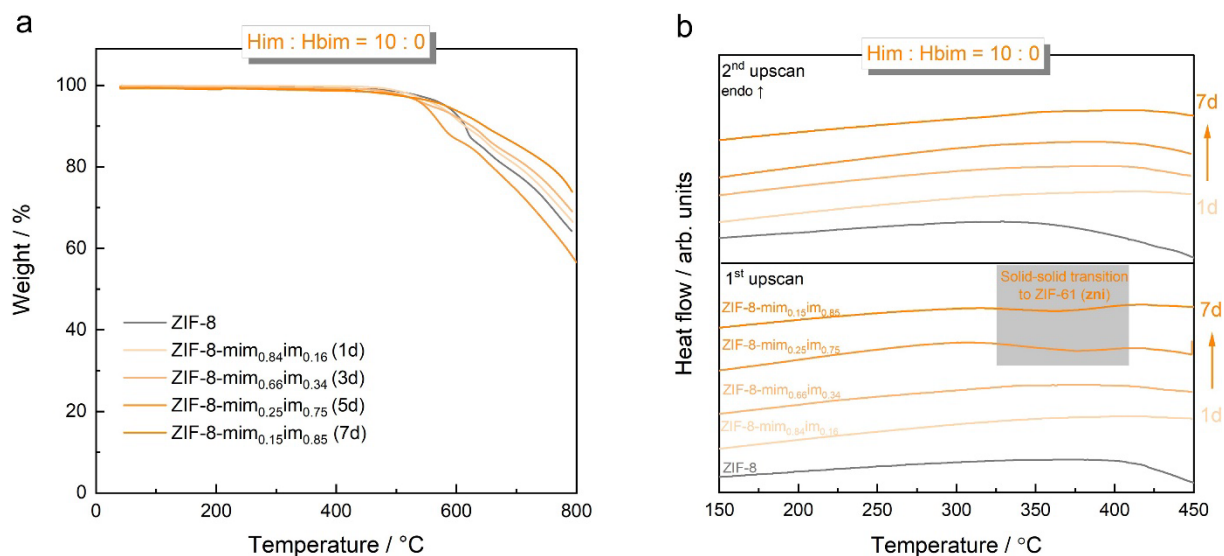 a
Him : Hbim = 10 : 0
100
80
60
40
20
0
Weight / %
ZIF-8
ZIF-8-mim0.84im0.16 (1d)
ZIF-8-mim0.66im0.34 (3d)
ZIF-8-mim0.25im0.75 (5d)
ZIF-8-mim0.15im0.85 (7d)
0 200 400 600 800
Temperature / °C
b
Him : Hbim = 10 : 0
2nd upscan
endo ↑
7d
1d
Heat flow / arb. units
1st upscan
Solid-solid transition
to ZIF-61 (zni)
ZIF-8-mim0.15im0.85
7d
ZIF-8-mim0.25im0.75
ZIF-8-mim0.66im0.34
ZIF-8-mim0.84im0.16
1d
ZIF-8
150 200 250 300 350 400 450
Temperature / °C